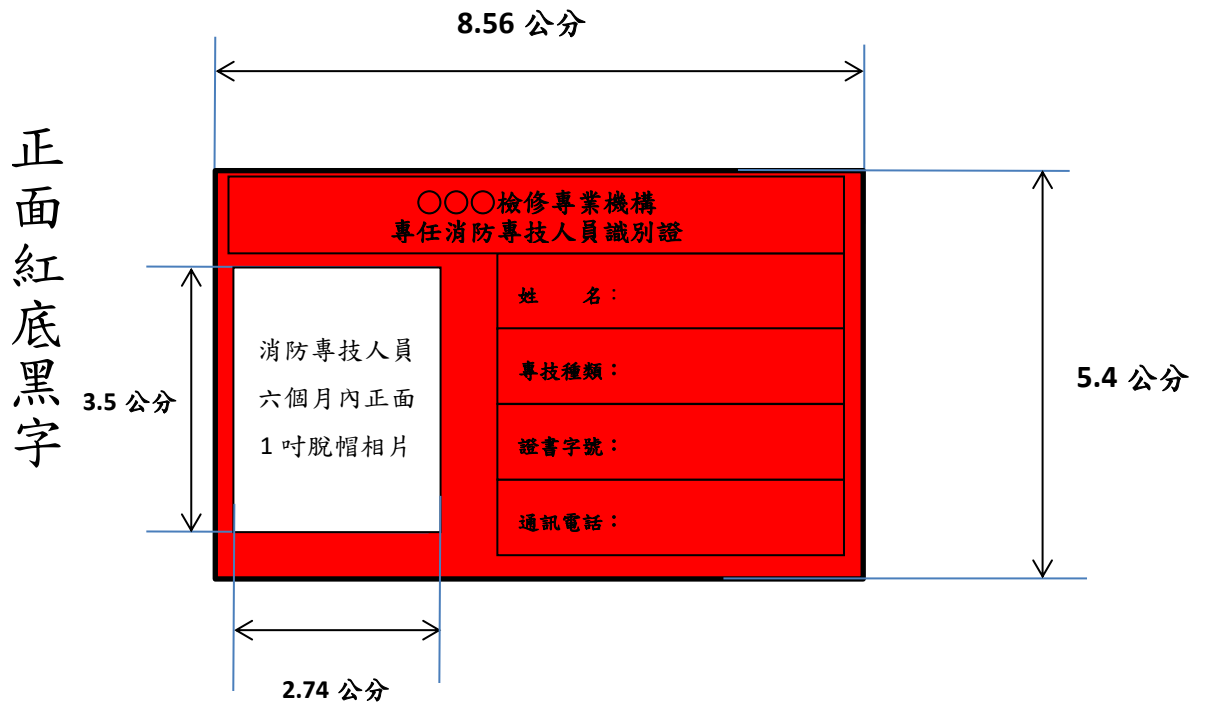 8.56 公分
正面紅底黑字
○○○檢修專業機構
專任消防專技人員識別證
姓　　名：
消防專技人員
六個月內正面
1 吋脫帽相片
專技種類：
證書字號：
通訊電話：
3.5 公分
5.4 公分
2.74 公分